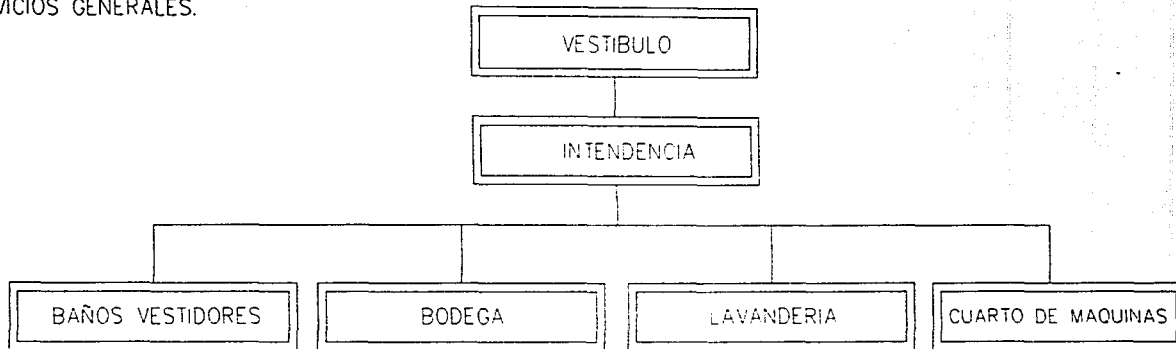 VICIOS GENERALES.
VESTIBULO
INTENDENCIA
BAÑOS VESTIDORES
BODEGA
LAVANDERIA
CUARTO DE MAQUINAS